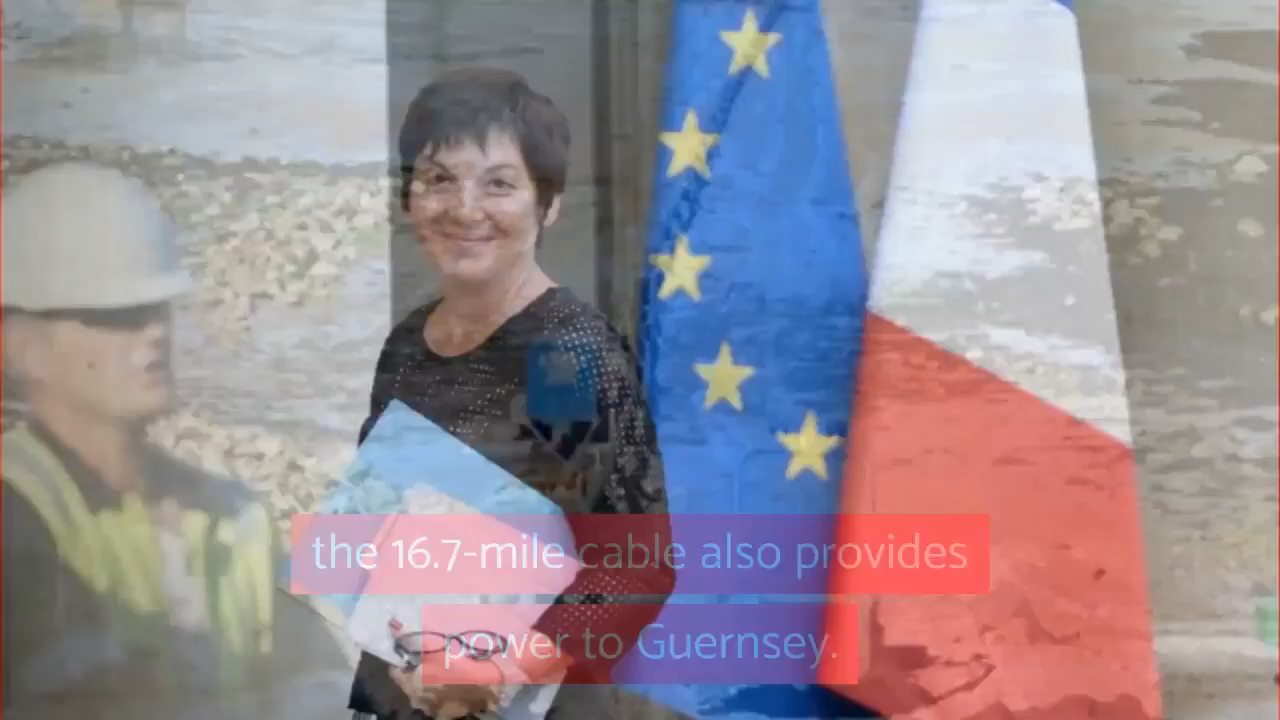 the 16.7-mile cable also provides
power to Guernsey.